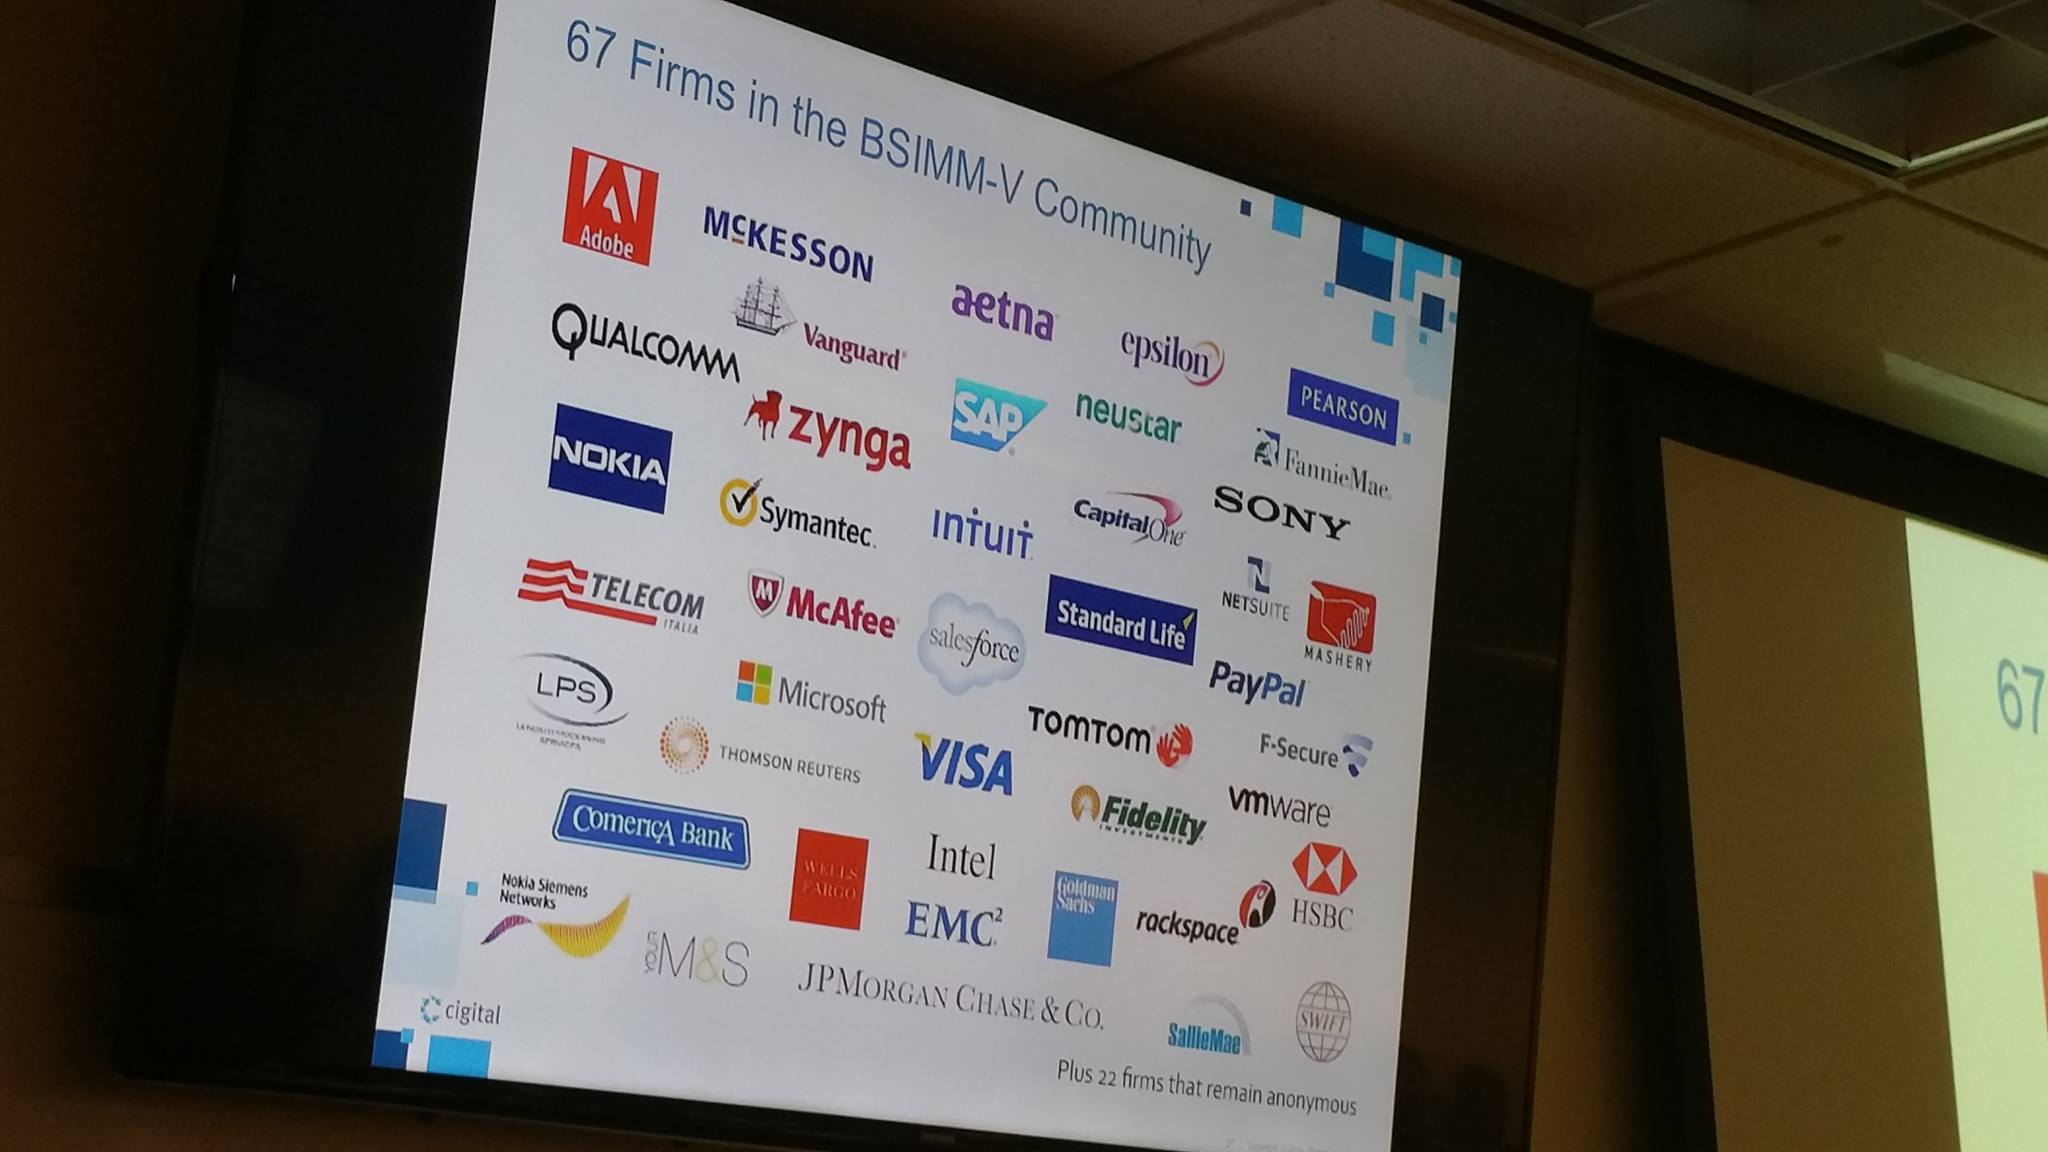 67 Firms in the BSIMM-V Community
Adobe
McKESSON
aetna
epsilon
PEARSON
QUALCOMM
Vanguard
SAP
neustar
FannieMae
NOKIA
zynga
Symantec.
intuit
CapitalOne
SONY
TELECOM
ITALIA
McAfee
salesforce
Standard Life
NETSUITE
MASHERY
LPS
Microsoft
PayPal
THOMSON REUTERS
VISA
TOMTOM
F-Secure
Comerica Bank
WELLS
FARGO
Intel
Fidelity
INVESTMENTS
vmware
HSBC
Nokia Siemens
Networks
your
M&S
EMC²
Goldman
Sachs
rackspace
JPMORGAN CHASE & CO.
SallieMae
SWIFT
cigital
Plus 22 firms that remain anonymous
67